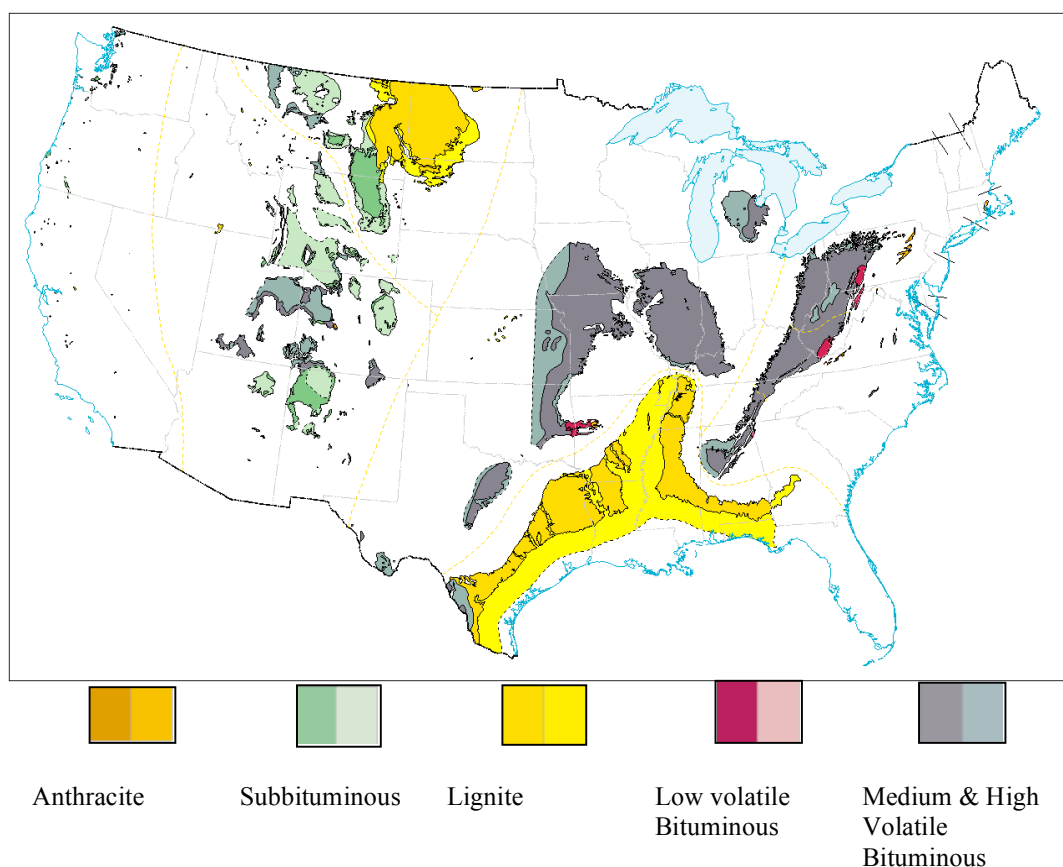 Anthracite
Subbituminous
Lignite
Low volatile
Bituminous
Medium & High
Volatile
Bituminous